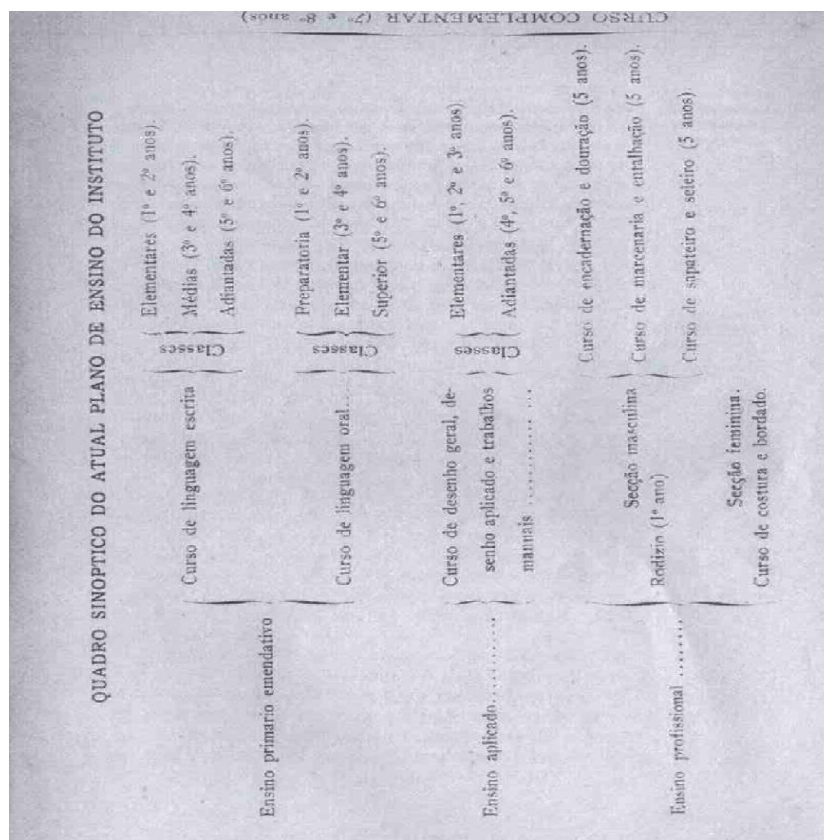 QUADRO SINOPTICO DO ATUAL PLANO DE ENSINO DO INSTITUTO
Ensino primario emendativo
Curso de linguagem escrita
Classes
Elementares (1º e 2º anos).
Médias (3º e 4º anos).
Adiantadas (5º e 6º anos).
Curso de linguagem oral....
Classes
Preparatoria (1º e 2º anos).
Elementar (3º e 4º anos).
Superior (5º e 6º anos).
Ensino aplicado............
Curso de desenho geral, de-
senho aplicado e trabalhos
manuais ............... ...
Classes
Elementares (1º, 2º e 3º anos).
Adiantadas (4º, 5º e 6º anos).
Ensino profissional ........
Secção masculina
Rodizio (1º ano)
Curso de encadernação e douração (5 anos).
Curso de marcenaria e entalhação (5 anos).
Curso de sapateiro e seleiro (5 anos).
Secção feminina.
Curso de costura e bordado.
CURSO COMPLEMENTAR (7º e 8º anos)